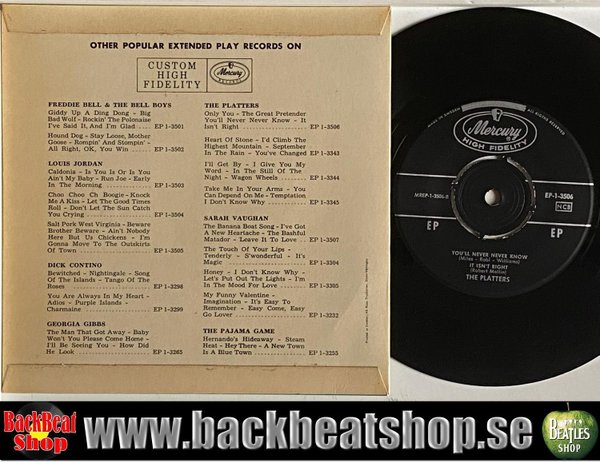 OTHER POPULAR EXTENDED PLAY RECORDS ON
CUSTOM
HIGH
FIDELITY
Mercury
RECORDS
FREDDIE BELL & THE BELL BOYS
Giddy Up A Ding Dong - Big
Bad Wolf - Rockin' The Polonaise
I've Said It, And I'm Glad .... EP 1-3501
Hound Dog - Stay Loose, Mother
Goose - Rompin' And Stompin' -
All Right, OK, You Win .... EP 1-3502
LOUIS JORDAN
Caldonia - Is You Is Or Is You
Ain't My Baby - Run Joe - Early
In The Morning .... EP 1-3503
Choo Choo Ch Boogie - Knock
Me A Kiss - Let The Good Times
Roll - Don't Let The Sun Catch
You Crying .... EP 1-3504
Salt Pork West Virginia - Beware
Brother Beware - Ain't Nobody
Here But Us Chickens - I'm
Gonna Move To The Outskirts
Of Town .... EP 1-3505
DICK CONTINO
Bewitched - Nightingale - Song
Of The Islands - Tango Of The
Roses .... EP 1-3298
You Are Always In My Heart -
Adios - Purple Islands -
Charmaine .... EP 1-3299
GEORGIA GIBBS
The Man That Got Away - Baby
Won't You Please Come Home -
I'll Be Seeing You - How Did
He Look .... EP 1-3265
THE PLATTERS
Only You - The Great Pretender
You'll Never Never Know - It
Isn't Right .... EP 1-3506
Heart Of Stone - I'd Climb The
Highest Mountain - September
In The Rain - You've Changed EP 1-3343
I'll Get By - I Give You My
Word - In The Still Of The
Night - Wagon Wheels .... EP 1-3344
Take Me In Your Arms - You
Can Depend On Me - Temptation
I Don't Know Why .... EP 1-3345
SARAH VAUGHAN
The Banana Boat Song - I've Got
A New Heartache - The Bashful
Matador - Leave It To Love .. EP 1-3507
The Touch Of Your Lips -
Tenderly - S'wonderful - It's
Magic .... EP 1-3304
Honey - I Don't Know Why -
Let's Put Out The Lights - I'm
In The Mood For Love .... EP 1-3305
My Funny Valentine -
Imagination - It's Easy To
Remember - Easy Come, Easy
Go Lover .... EP 1-3232
THE PAJAMA GAME
Hernando's Hideaway - Steam
Heat - Hey There - A New Town
Is A Blue Town .... EP 1-3255
Mercury
HIGH FIDELITY
MREP-1-3506-B
EP-1-3506
NCB
EP
EP
YOU'LL NEVER NEVER KNOW
IT ISN'T RIGHT
(Robert Mellin)
THE PLATTERS
BackBeat
Shop
www.backbeatshop.se
BEATLES
SHOP